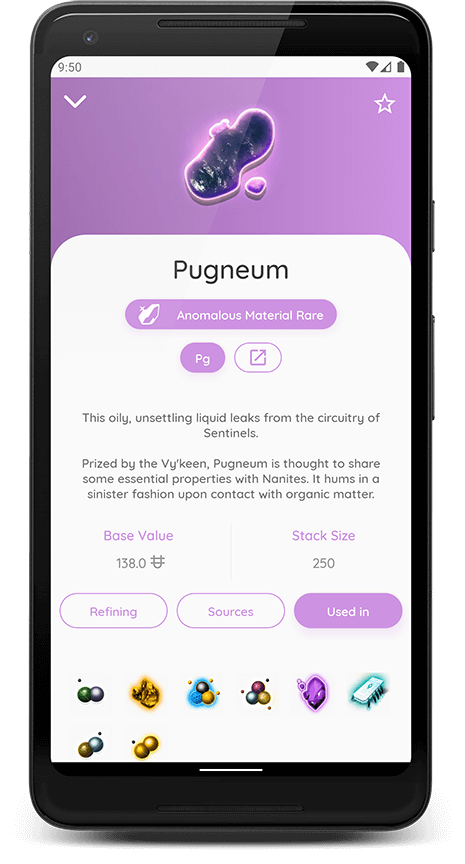 9:50
Pugneum
Anomalous Material Rare
Pg
This oily, unsettling liquid leaks from the circuitry of
Sentinels.
Prized by the Vy'keen, Pugneum is thought to share
some essential properties with Nanites. It hums in a
sinister fashion upon contact with organic matter.
Base Value
Stack Size
138.0
250
Refining
Sources
Used in